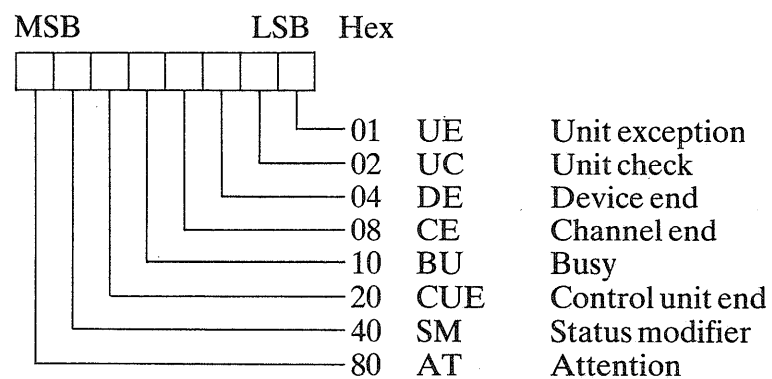 MSB LSB Hex
01 UE Unit exception
02 UC Unit check
04 DE Device end
08 CE Channel end
10 BU Busy
20 CUE Control unit end
40 SM Status modifier
80 AT Attention